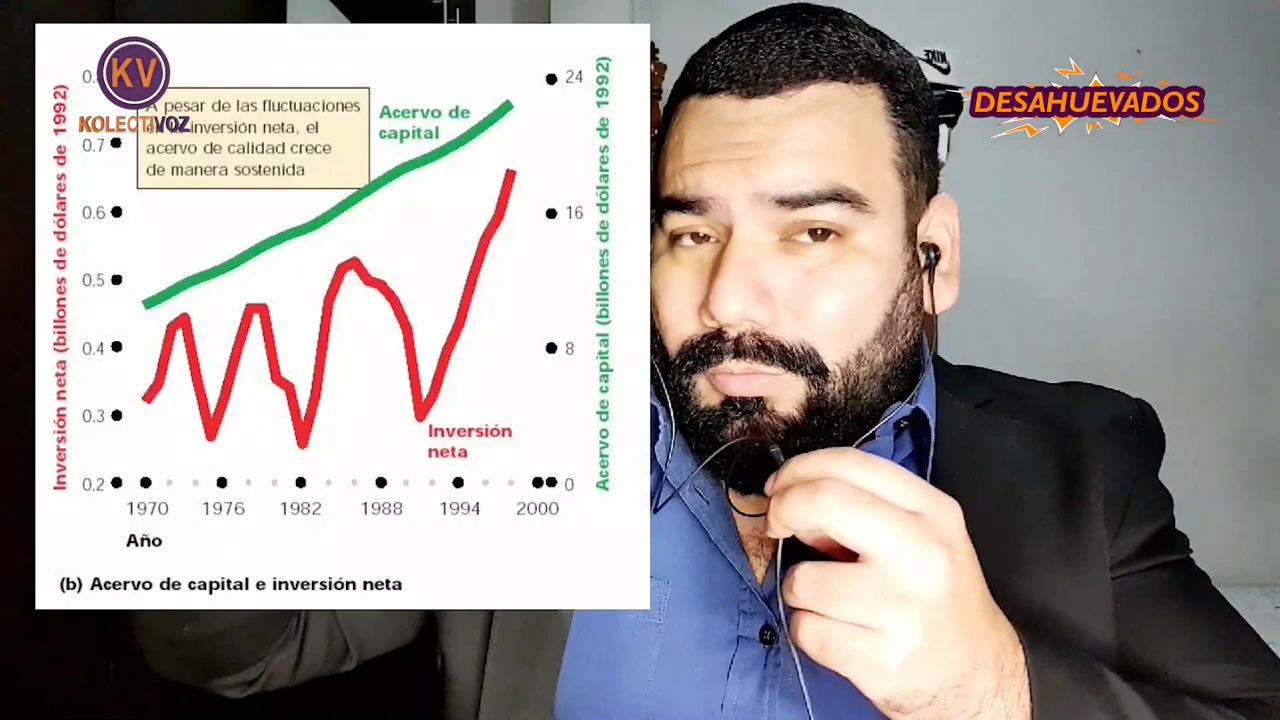 KV
KOLECTIVOZ
DESAHUEVADOS
NIKE
pesar de las fluctuaciones
inversión neta, el
acervo de calidad crece
de manera sostenida
Acervo de
capital
Inversión neta (billones de dólares de 1992)
0.7
0.6
0.5
0.4
0.3
0.2
24
16
8
0
Acervo de capital (billones de dólares de 1992)
Inversión
neta
1970 1976 1982 1988 1994 2000
Año
(b) Acervo de capital e inversión neta